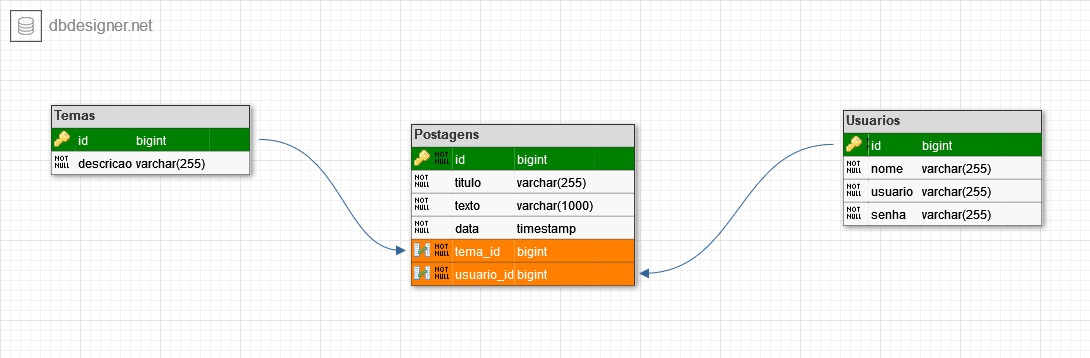 dbdesigner.net
Temas
id bigint
NOT NULL descricao varchar(255)
Postagens
NOT NULL id bigint
NOT NULL titulo varchar(255)
NOT NULL texto varchar(1000)
NOT NULL data timestamp
NOT NULL tema_id bigint
NOT NULL usuario_id bigint
Usuarios
id bigint
NOT NULL nome varchar(255)
NOT NULL usuario varchar(255)
NOT NULL senha varchar(255)